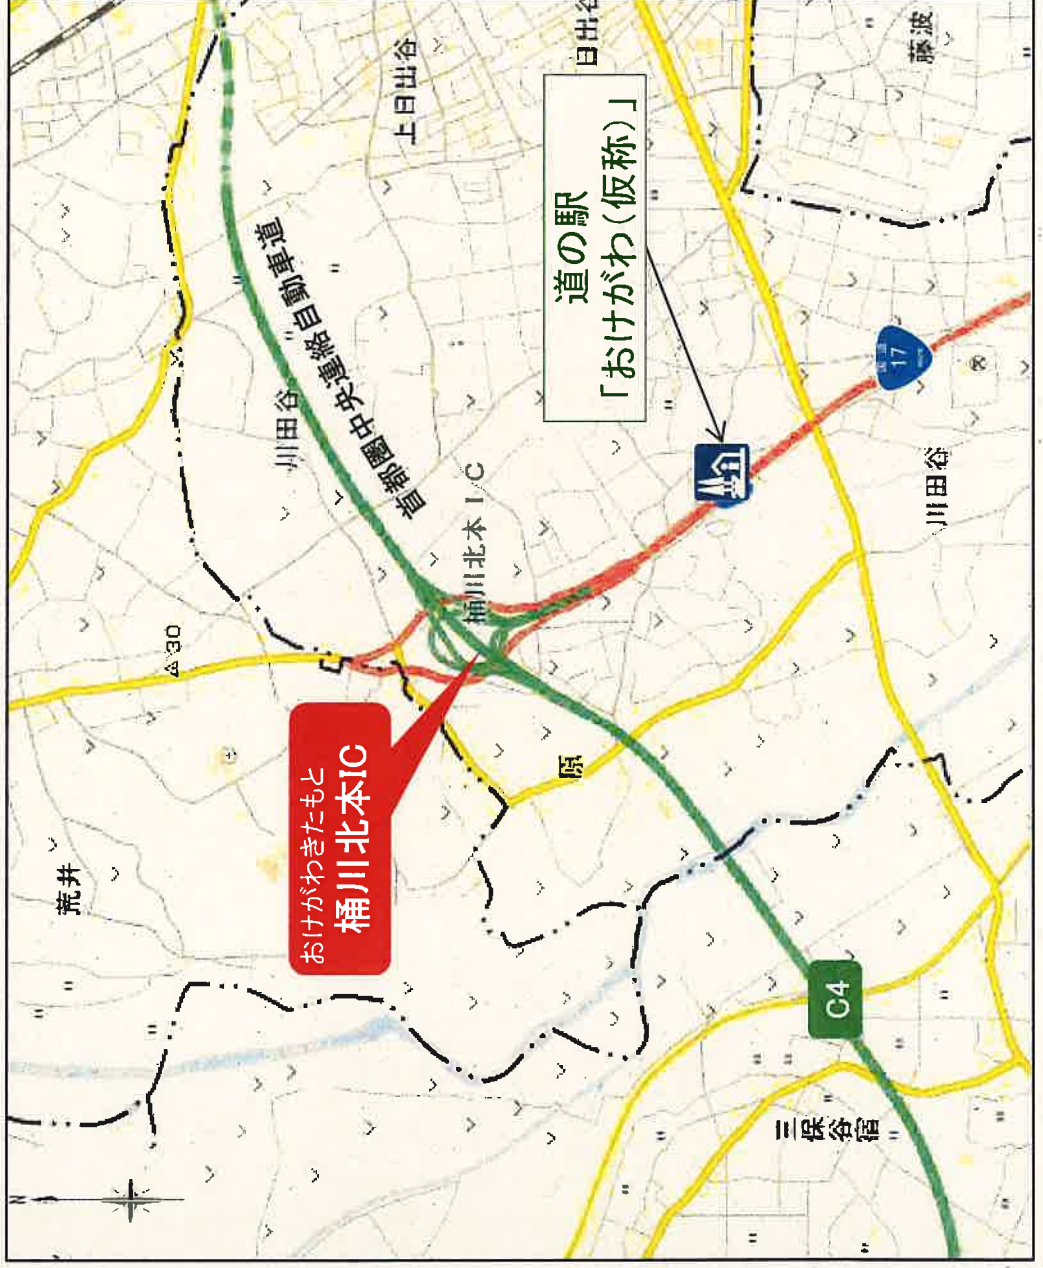 上日出谷
日出谷
藤波
道の駅
「おけがわ（仮称）」
首都圏中央連絡自動車道
川田谷
桶川北本IC
17
川田谷
30
おけがわきたもと
桶川北本IC
原
荒井
C4
三保谷宿
N